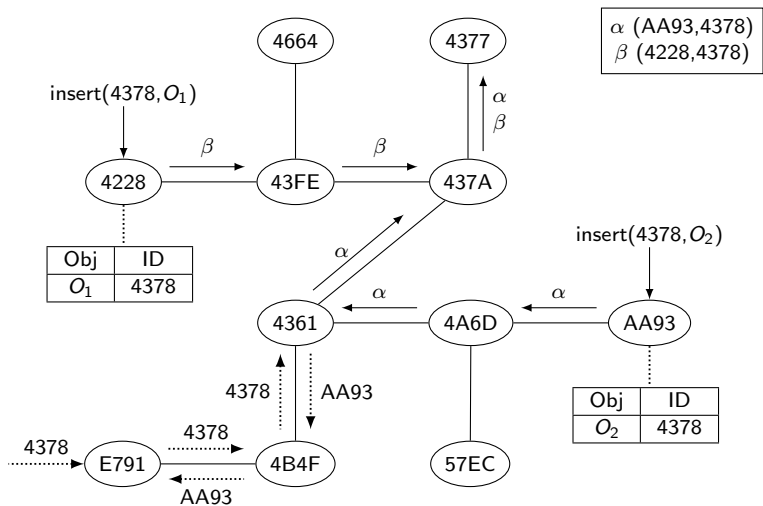 4664
4377
α (AA93,4378)
β (4228,4378)
insert(4378,O₁)
α
β
β
β
4228
43FE
437A
insert(4378,O₂)
Obj ID
O₁ 4378
α
α
α
4361
4A6D
AA93
4378
AA93
Obj ID
O₂ 4378
4378
4378
E791
4B4F
57EC
AA93